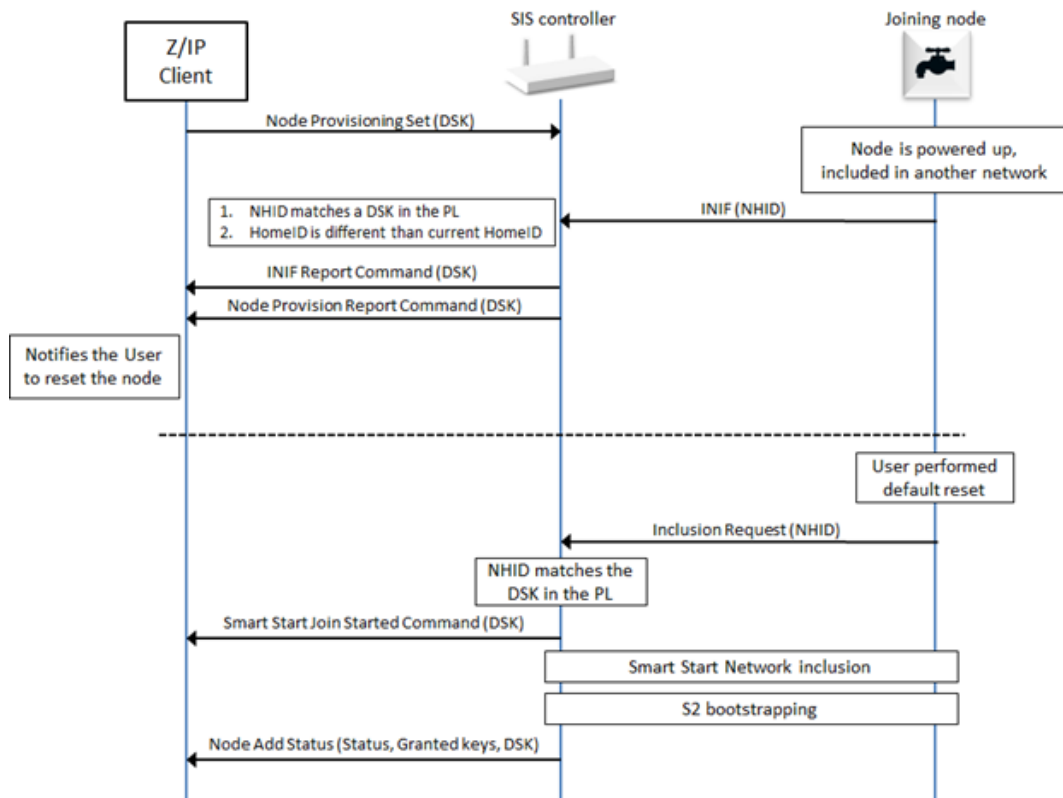 SIS controller
Joining node
Z/IP
Client
Node Provisioning Set (DSK)
Node is powered up,
included in another network
INIF (NHID)
1. NHID matches a DSK in the PL
2. HomeID is different than current HomeID
INIF Report Command (DSK)
Node Provision Report Command (DSK)
Notifies the User
to reset the node
User performed
default reset
Inclusion Request (NHID)
NHID matches the
DSK in the PL
Smart Start Join Started Command (DSK)
Smart Start Network inclusion
S2 bootstrapping
Node Add Status (Status, Granted keys, DSK)